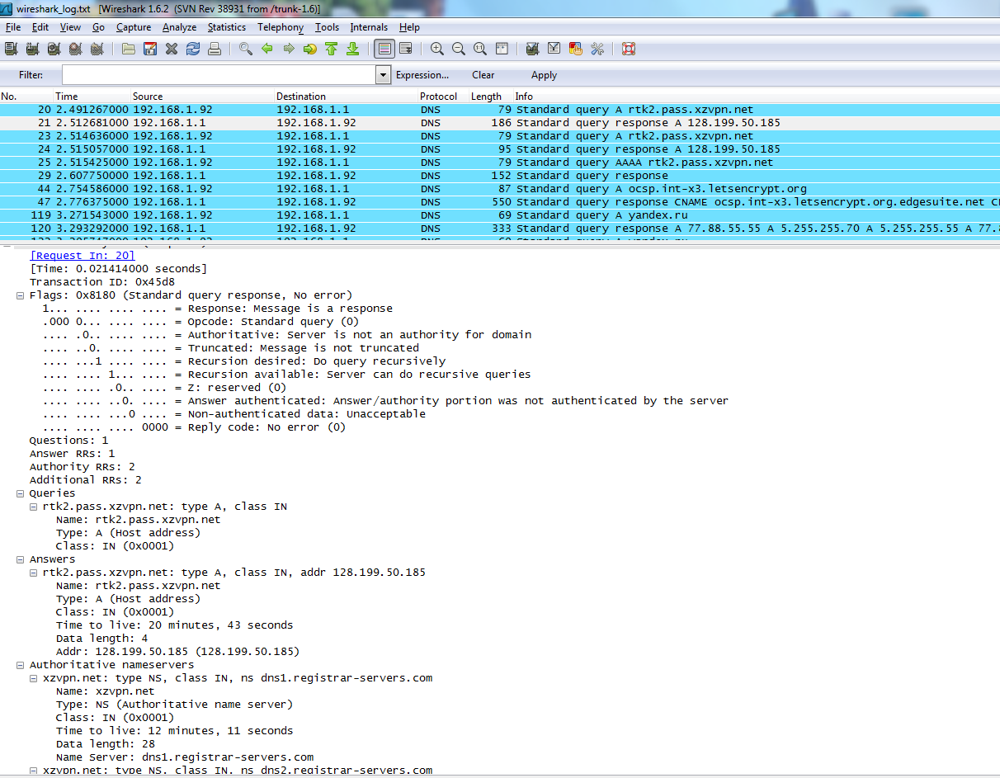 wireshark_log.txt [Wireshark 1.6.2 (SVN Rev 38931 from /trunk-1.6)]
File Edit View Go Capture Analyze Statistics Telephony Tools Internals Help
Filter: Expression... Clear Apply
No. Time Source Destination Protocol Length Info
20 2.491267000 192.168.1.92 192.168.1.1 DNS 79 Standard query A rtk2.pass.xzvpn.net
21 2.512681000 192.168.1.1 192.168.1.92 DNS 186 Standard query response A 128.199.50.185
23 2.514636000 192.168.1.92 192.168.1.1 DNS 79 Standard query A rtk2.pass.xzvpn.net
24 2.515057000 192.168.1.1 192.168.1.92 DNS 95 Standard query response A 128.199.50.185
25 2.515425000 192.168.1.92 192.168.1.1 DNS 79 Standard query AAAA rtk2.pass.xzvpn.net
29 2.607750000 192.168.1.1 192.168.1.92 DNS 152 Standard query response
44 2.754586000 192.168.1.92 192.168.1.1 DNS 87 Standard query A ocsp.int-x3.letsencrypt.org
47 2.776375000 192.168.1.1 192.168.1.92 DNS 550 Standard query response CNAME ocsp.int-x3.letsencrypt.org.edgesuite.net
119 3.271543000 192.168.1.92 192.168.1.1 DNS 69 Standard query A yandex.ru
120 3.293292000 192.168.1.1 192.168.1.92 DNS 333 Standard query response A 77.88.55.55 A 5.255.255.70 A 5.255.255.55 A
[Request In: 20]
[Time: 0.021414000 seconds]
Transaction ID: 0x45d8
Flags: 0x8180 (Standard query response, No error)
1... .... .... .... = Response: Message is a response
.000 0... .... .... = Opcode: Standard query (0)
.... .0.. .... .... = Authoritative: Server is not an authority for domain
.... ..0. .... .... = Truncated: Message is not truncated
.... ...1 .... .... = Recursion desired: Do query recursively
.... .... 1... .... = Recursion available: Server can do recursive queries
.... .... .0.. .... = Z: reserved (0)
.... .... ..0. .... = Answer authenticated: Answer/authority portion was not authenticated by the server
.... .... ...0 .... = Non-authenticated data: Unacceptable
.... .... .... 0000 = Reply code: No error (0)
Questions: 1
Answer RRs: 1
Authority RRs: 2
Additional RRs: 2
Queries
rtk2.pass.xzvpn.net: type A, class IN
Name: rtk2.pass.xzvpn.net
Type: A (Host address)
Class: IN (0x0001)
Answers
rtk2.pass.xzvpn.net: type A, class IN, addr 128.199.50.185
Name: rtk2.pass.xzvpn.net
Type: A (Host address)
Class: IN (0x0001)
Time to live: 20 minutes, 43 seconds
Data length: 4
Addr: 128.199.50.185 (128.199.50.185)
Authoritative nameservers
xzvpn.net: type NS, class IN, ns dns1.registrar-servers.com
Name: xzvpn.net
Type: NS (Authoritative name server)
Class: IN (0x0001)
Time to live: 12 minutes, 11 seconds
Data length: 28
Name Server: dns1.registrar-servers.com
xzvpn.net: type NS, class IN, ns dns2.registrar-servers.com